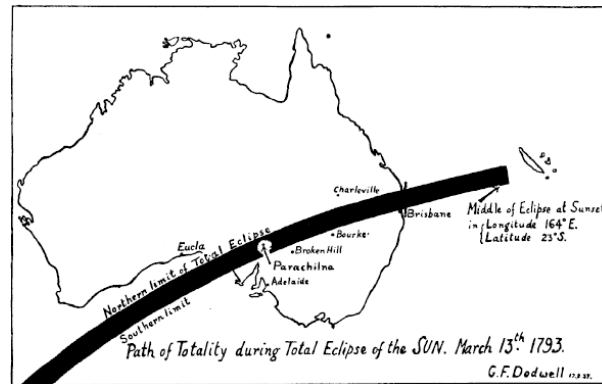 Charleville
Brisbane
Middle of Eclipse at Sunset
in { Longitude 164° E.
{ Latitude 23° S.
Bourke
Northern limit of Total Eclipse
Eucla
Broken Hill
Parachilna
Adelaide
Southern limit
Path of Totality during Total Eclipse of the SUN. March 13th 1793.
G.F. Dodwell